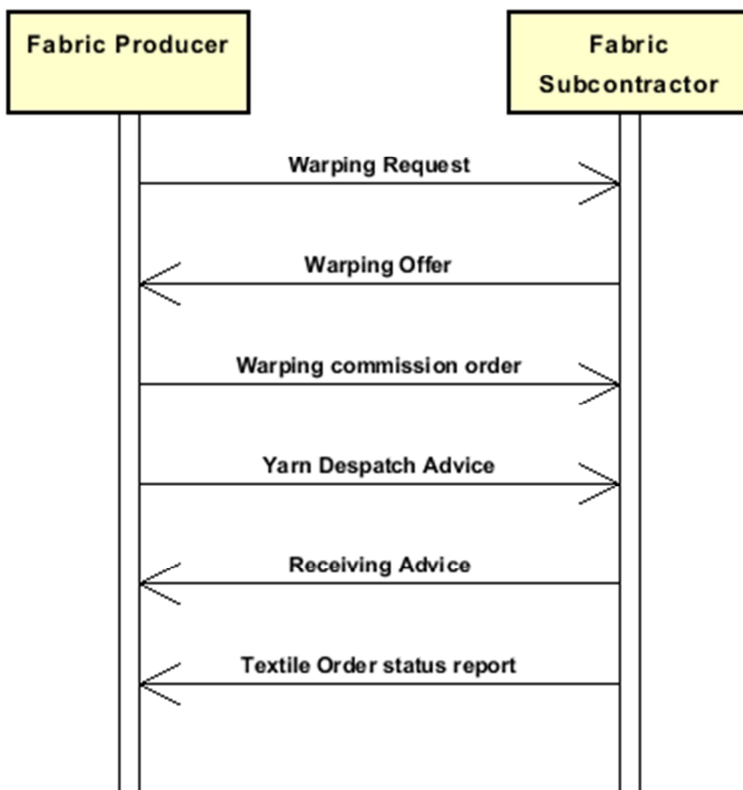 Fabric Producer
Fabric
Subcontractor
Warping Request
Warping Offer
Warping commission order
Yarn Despatch Advice
Receiving Advice
Textile Order status report